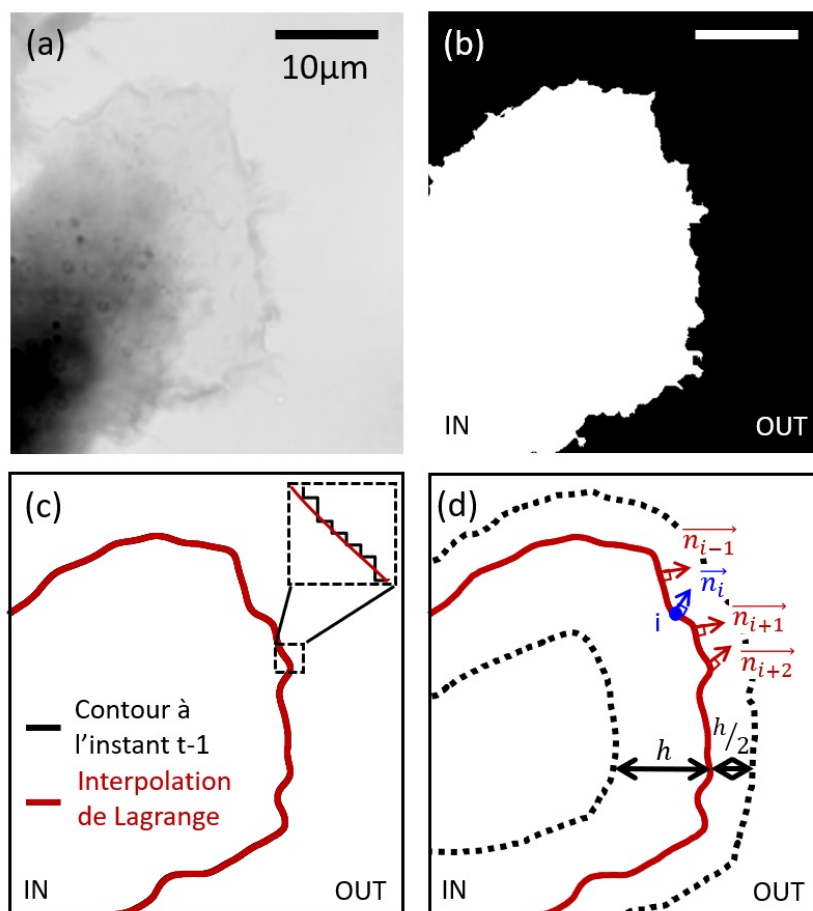 (a)
10μm
(b)
IN
OUT
(c)
Contour à
l'instant t-1
Interpolation
de Lagrange
IN
OUT
(d)
n_{i-1}
n_i
i
n_{i+1}
n_{i+2}
h
h/2
IN
OUT